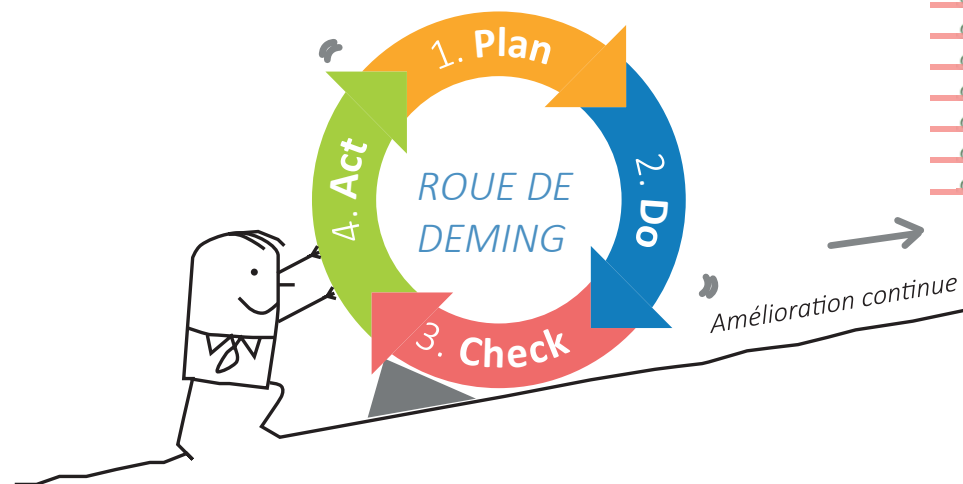 1. Plan
2. Do
3. Check
4. Act
ROUE DE
DEMING
Amélioration continue